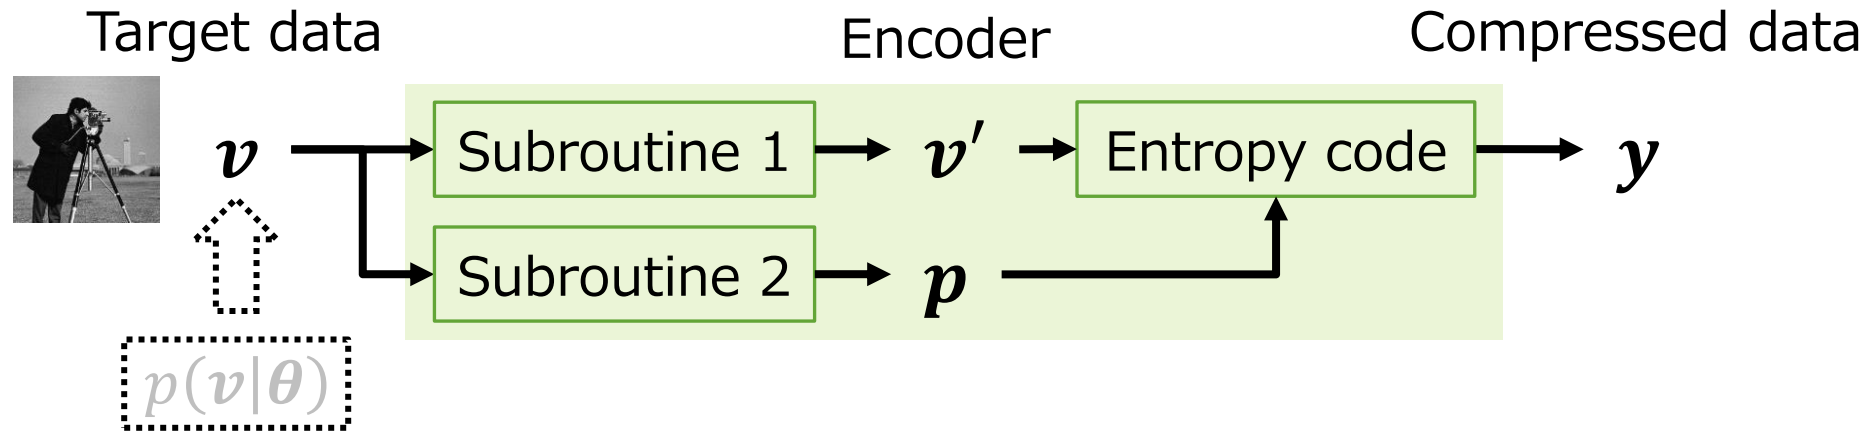 Target data
Encoder
Compressed data
v
Subroutine 1
v′
Entropy code
y
Subroutine 2
p
p(v|θ)